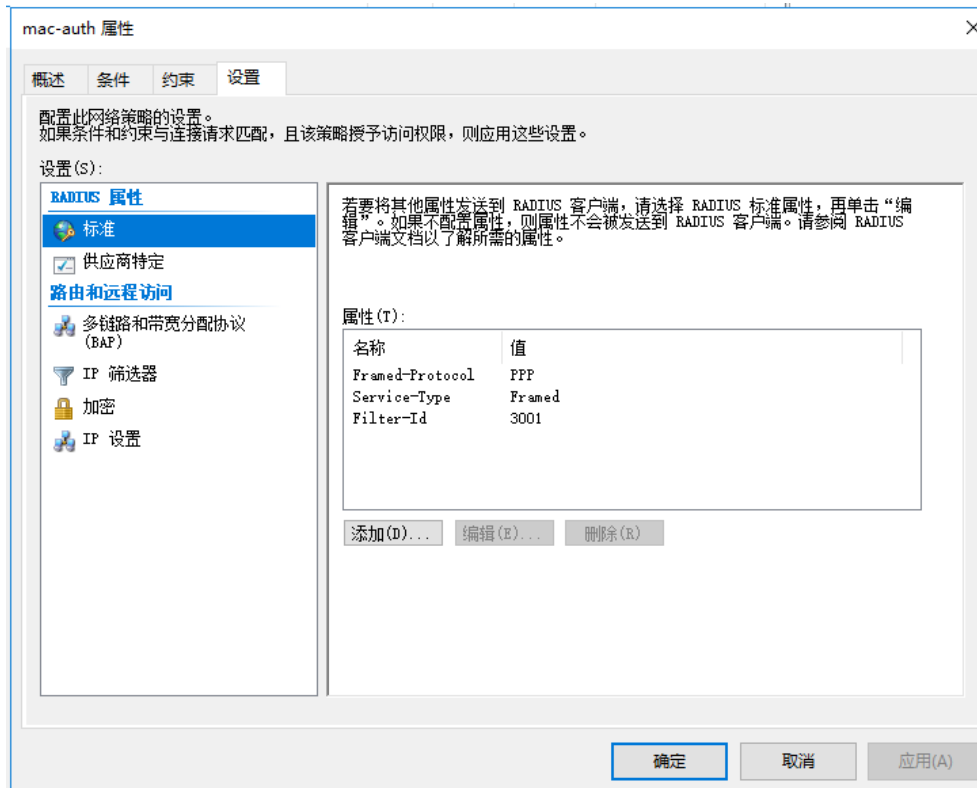 mac-auth 属性
概述 条件 约束 设置
配置此网络策略的设置。
如果条件和约束与连接请求匹配，且该策略授予访问权限，则应用这些设置。
设置(S):
RADIUS 属性
标准
供应商特定
路由和远程访问
多链路和带宽分配协议
(BAP)
IP 筛选器
加密
IP 设置
若要将其他属性发送到 RADIUS 客户端，请选择 RADIUS 标准属性，再单击“编
辑”。如果不配置属性，则属性不会被发送到 RADIUS 客户端。请参阅 RADIUS
客户端文档以了解所需的属性。
属性(T):
名称 值
Framed-Protocol PPP
Service-Type Framed
Filter-Id 3001
添加(D)... 编辑(E)... 删除(R)
确定 取消 应用(A)